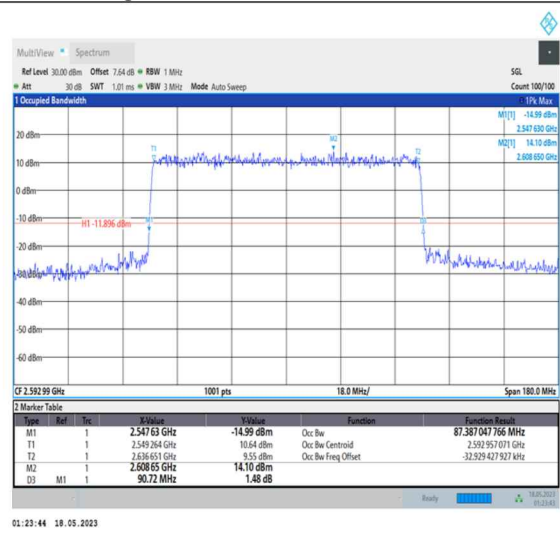 MultiView Spectrum
Ref Level 30.00 dBm Offset 7.64 dB RBW 1 MHz SGL
Att 30 dB SWT 1.01 ms VBW 3 MHz Mode Auto Sweep Count 100/100
1 Occupied Bandwidth 1Pk Max
M1[1] -14.99 dBm
2.547 630 GHz
M2[1] 14.10 dBm
2.608 650 GHz
20 dBm
M2
T1
T2
10 dBm
0 dBm
-10 dBm
H1 -11.896 dBm
M1
-20 dBm
-30 dBm
-40 dBm
-50 dBm
-60 dBm
CF 2.592 99 GHz 1001 pts 18.0 MHz/ Span 180.0 MHz
2 Marker Table
Type Ref Trc X-Value Y-Value Function Function Result
M1 1 2.547 63 GHz -14.99 dBm Occ Bw 87.387 047 766 MHz
T1 1 2.549 264 GHz 10.64 dBm Occ Bw Centroid 2.592 957 071 GHz
T2 1 2.636 651 GHz 9.55 dBm Occ Bw Freq Offset -32.929 427 927 kHz
M2 1 2.608 65 GHz 14.10 dBm
D3 M1 1 90.72 MHz 1.48 dB
Ready 18.05.2023
01:23:43
01:23:44 18.05.2023